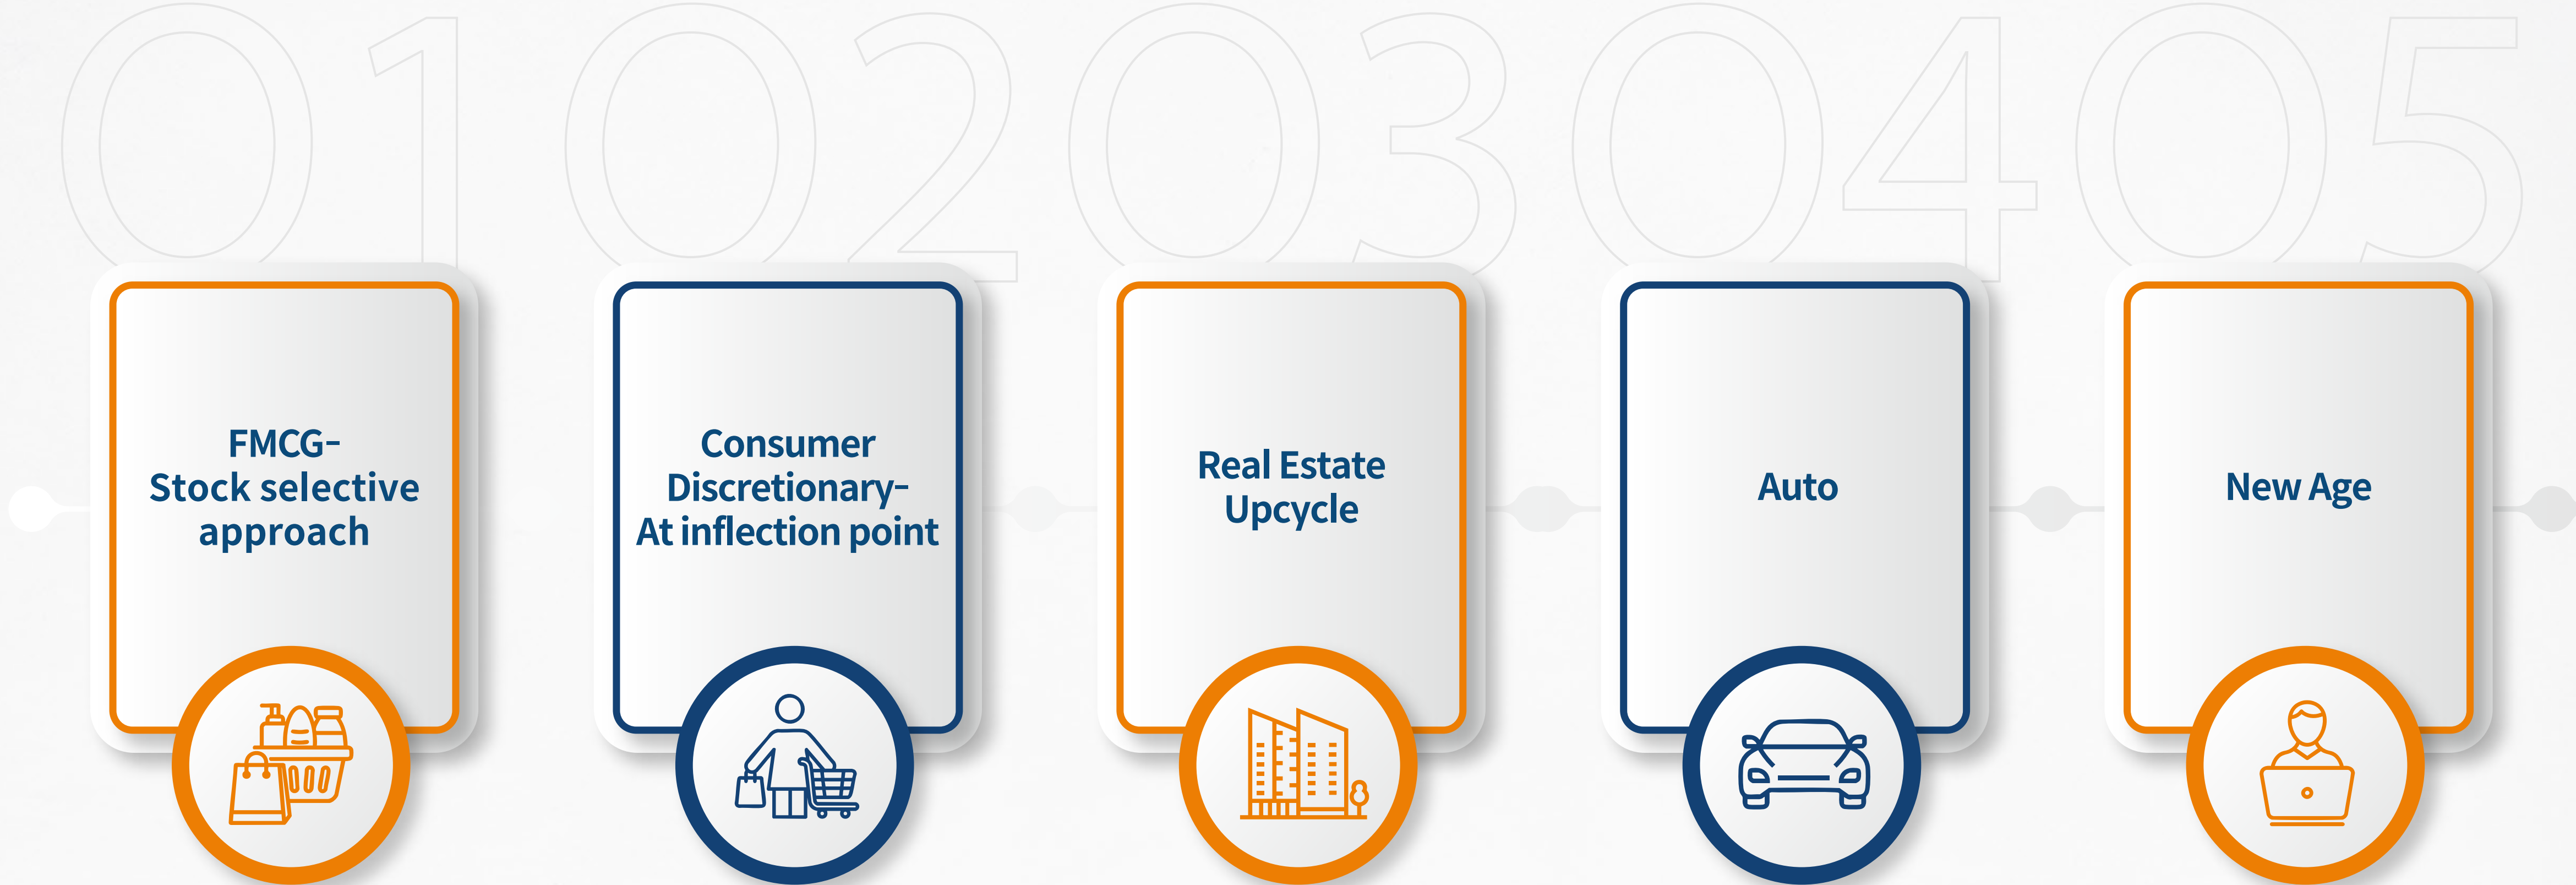 01
02
03
04
05
FMCG–
Stock selective
approach
Consumer
Discretionary–
At inflection point
Real Estate
Upcycle
Auto
New Age